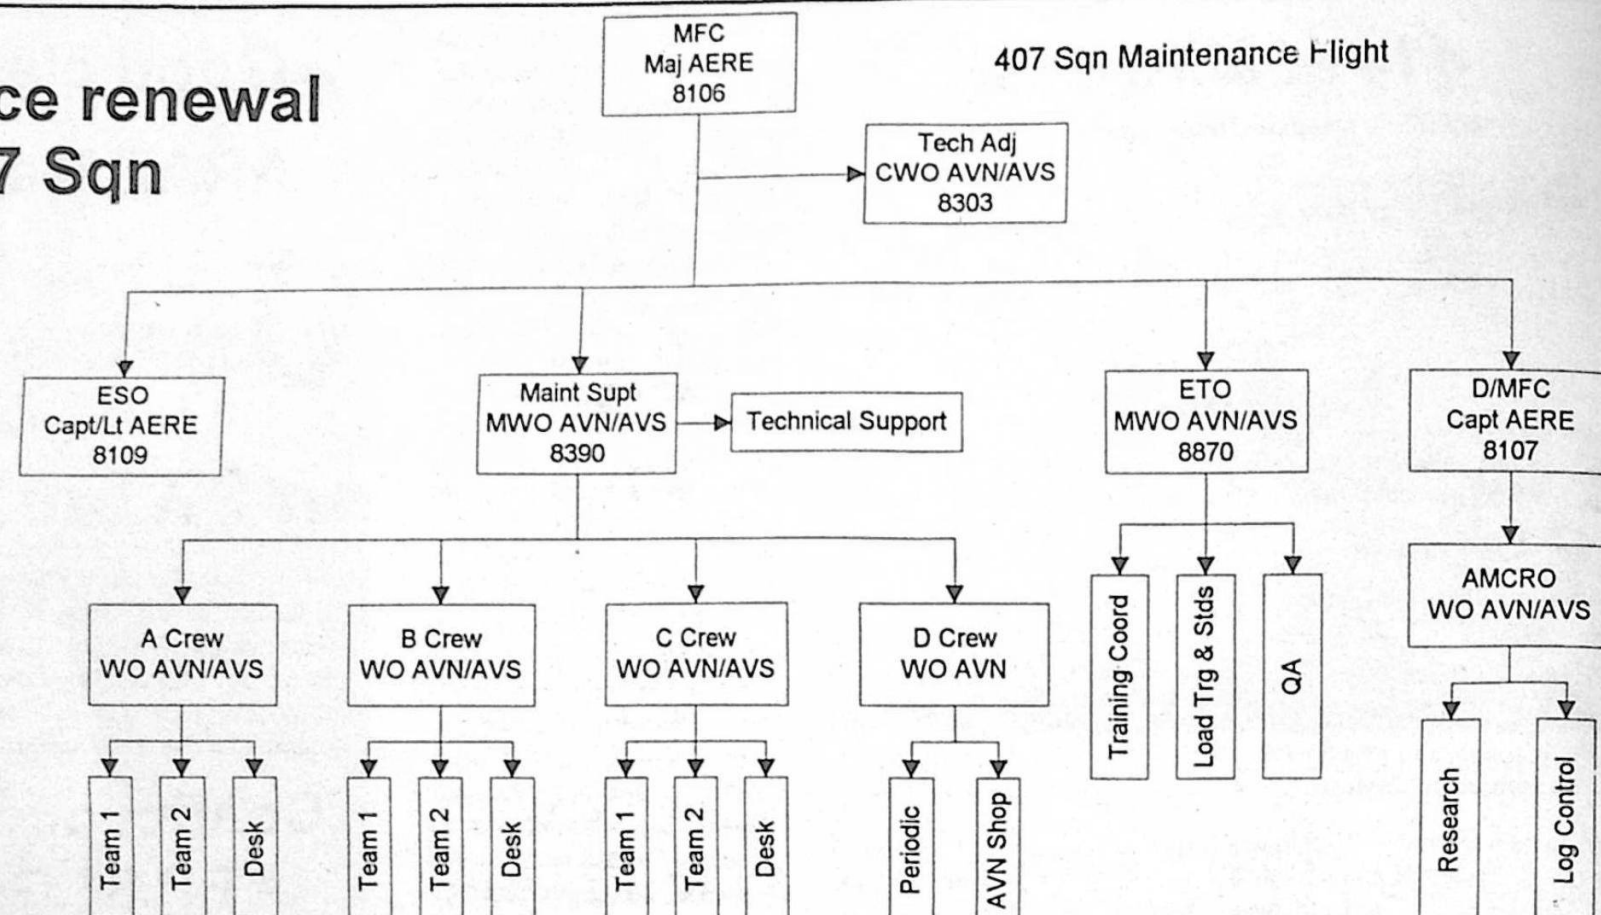 ce renewal
7 Sqn
407 Sqn Maintenance Flight
MFC
Maj AERE
8106
Tech Adj
CWO AVN/AVS
8303
ESO
Capt/Lt AERE
8109
Maint Supt
MWO AVN/AVS
8390
Technical Support
ETO
MWO AVN/AVS
8870
D/MFC
Capt AERE
8107
A Crew
WO AVN/AVS
B Crew
WO AVN/AVS
C Crew
WO AVN/AVS
D Crew
WO AVN
Training Coord
Load Trg & Stds
QA
AMCRO
WO AVN/AVS
Team 1
Team 2
Desk
Team 1
Team 2
Desk
Team 1
Team 2
Desk
Periodic
AVN Shop
Research
Log Control